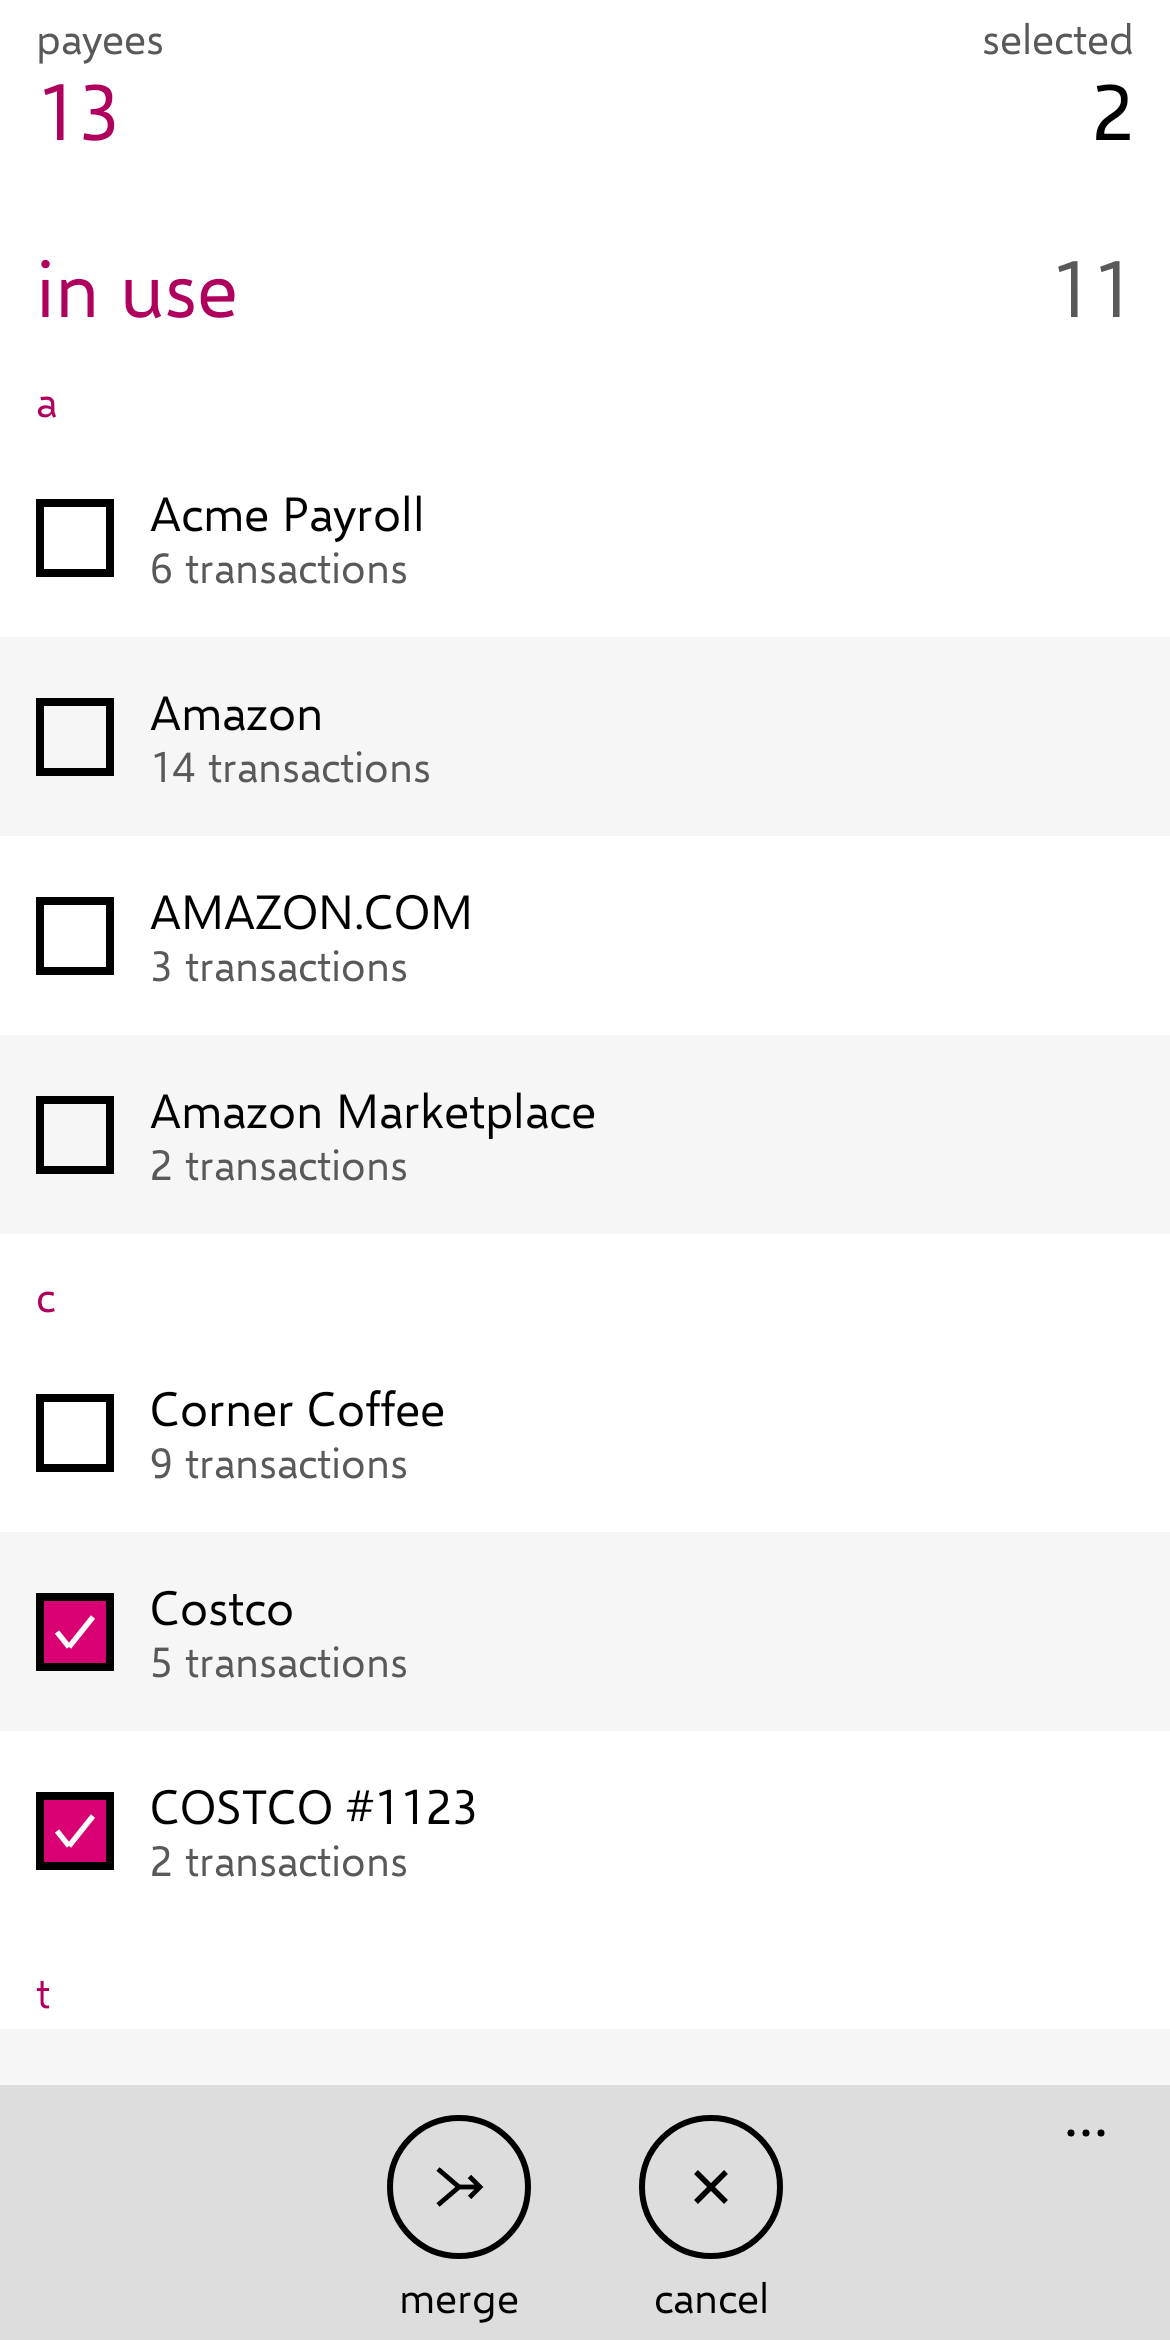 payees
selected
13
2
in use
11
a
Acme Payroll
6 transactions
Amazon
14 transactions
AMAZON.COM
3 transactions
Amazon Marketplace
2 transactions
c
Corner Coffee
9 transactions
Costco
5 transactions
COSTCO #1123
2 transactions
t
...
merge
cancel